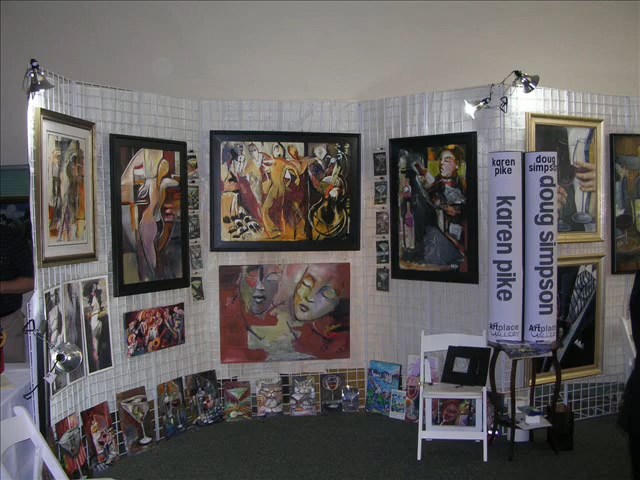 karen
pike
karen pike
Artplace
doug
simpson
doug simpson
Artplace